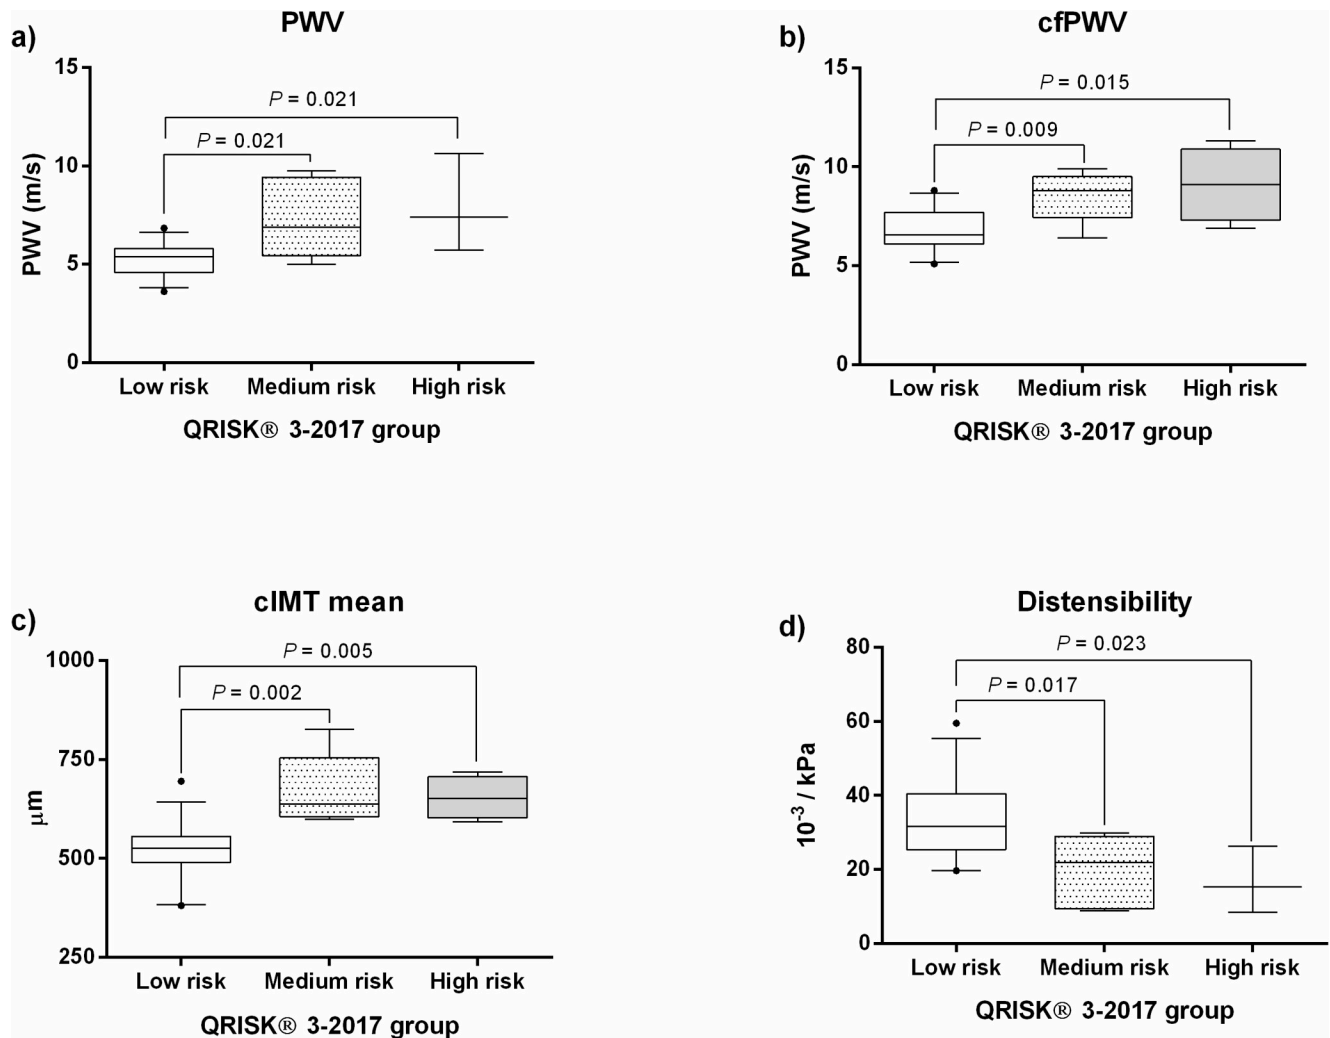 a)
PWV
15
10
5
0
PWV (m/s)
P = 0.021
P = 0.021
Low risk
Medium risk
High risk
QRISK® 3-2017 group
b)
cfPWV
15
10
5
0
PWV (m/s)
P = 0.015
P = 0.009
Low risk
Medium risk
High risk
QRISK® 3-2017 group
c)
cIMT mean
1000
750
500
250
µm
P = 0.005
P = 0.002
Low risk
Medium risk
High risk
QRISK® 3-2017 group
d)
Distensibility
80
60
40
20
0
10⁻³ / kPa
P = 0.023
P = 0.017
Low risk
Medium risk
High risk
QRISK® 3-2017 group